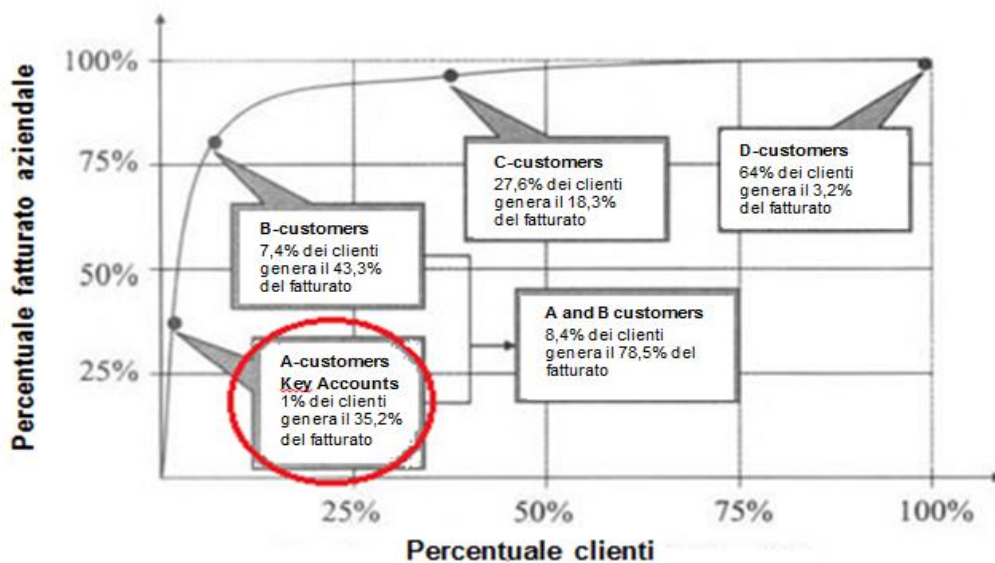 Percentuale fatturato aziendale
100%
75%
50%
25%
C-customers
27,6% dei clienti
genera il 18,3%
del fatturato
D-customers
64% dei clienti
genera il 3,2%
del fatturato
B-customers
7,4% dei clienti
genera il 43,3%
del fatturato
A and B customers
8,4% dei clienti
genera il 78,5% del
fatturato
A-customers
Key Accounts
1% dei clienti
genera il 35,2%
del fatturato
25%
50%
75%
100%
Percentuale clienti